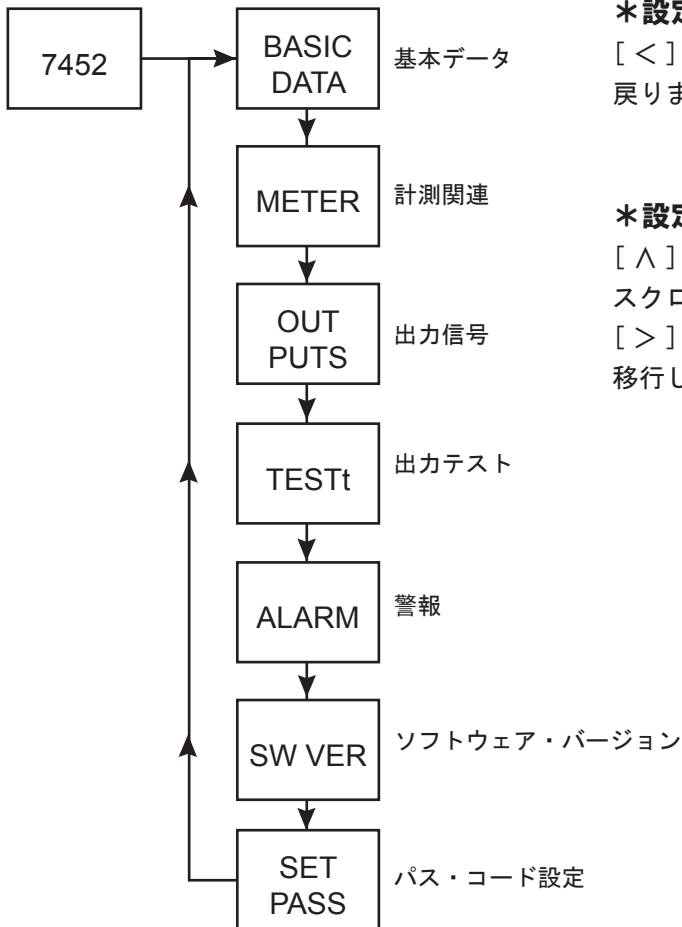 7452
BASIC
DATA
基本データ
METER
計測関連
OUT
PUTS
出力信号
TESTt
出力テスト
ALARM
警報
SW VER
ソフトウェア・バージョン
SET
PASS
パス・コード設定
＊設定
[ ＜ ]
戻りま
＊設定
[ ∧ ]
スクロ
[ ＞ ]
移行し